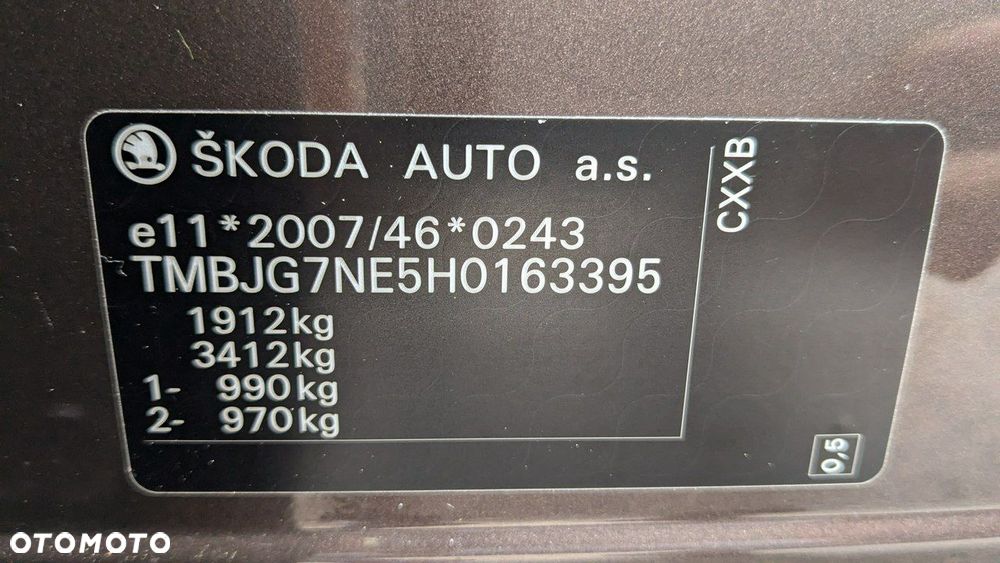 ŠKODA AUTO a.s.
e11*2007/46*0243
TMBJG7NE5H0163395
1912kg
3412kg
1- 990kg
2- 970kg
CXXB
0,5
OTOMOTO